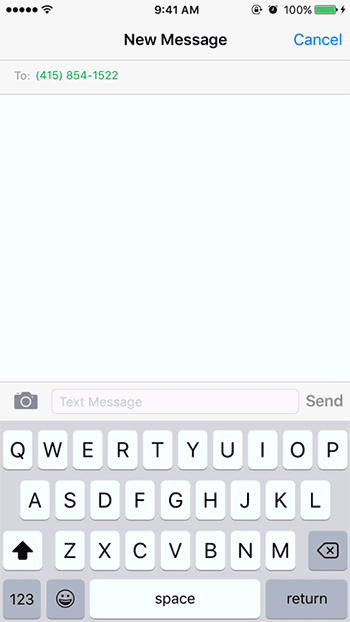 9:41 AM
100%
New Message
Cancel
To: (415) 854-1522
Text Message
Send
Q W E R T Y U I O P
A S D F G H J K L
Z X C V B N M
123
space
return